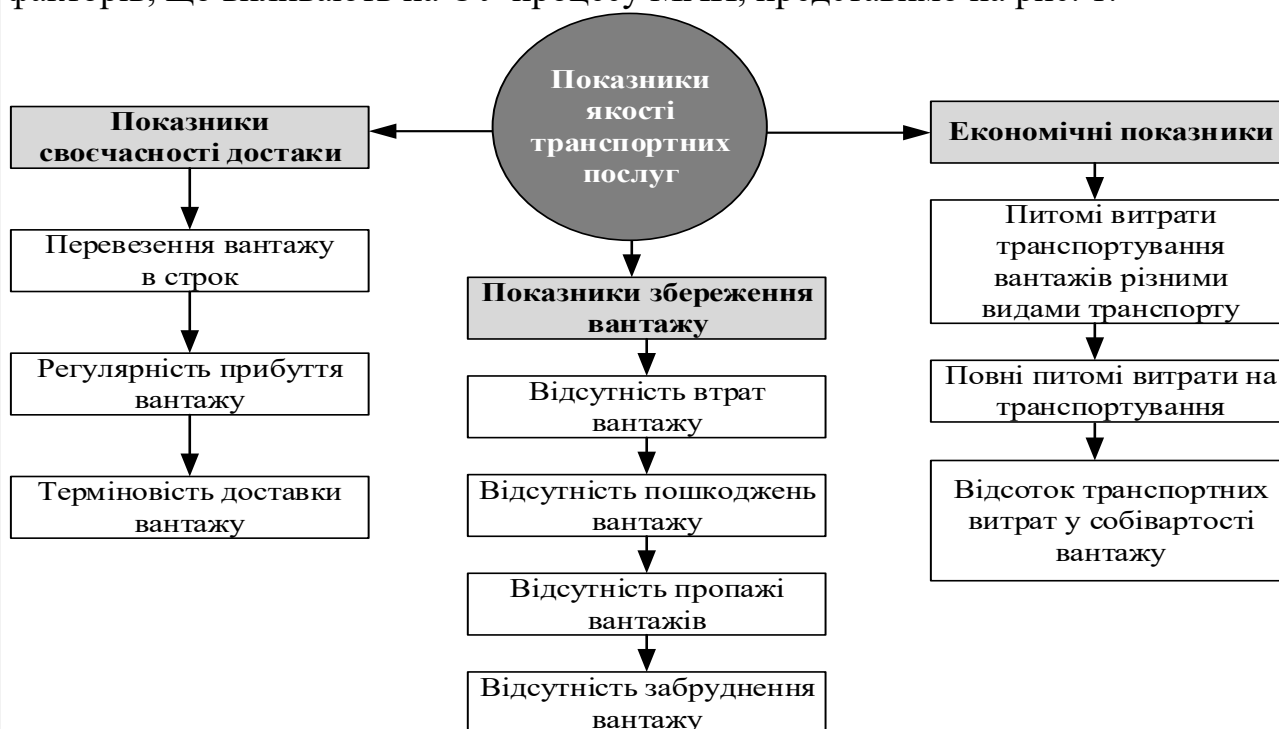 Показники
якості
транспортних
послуг
Показники
своєчасності достаки
Перевезення вантажу
в строк
Регулярність прибуття
вантажу
Терміновість доставки
вантажу
Показники збереження
вантажу
Відсутність втрат
вантажу
Відсутність пошкоджень
вантажу
Відсутність пропажі
вантажів
Відсутність забруднення
вантажу
Економічні показники
Питомі витрати
транспортування
вантажів різними
видами транспорту
Повні питомі витрати на
транспортування
Відсоток транспортних
витрат у собівартості
вантажу